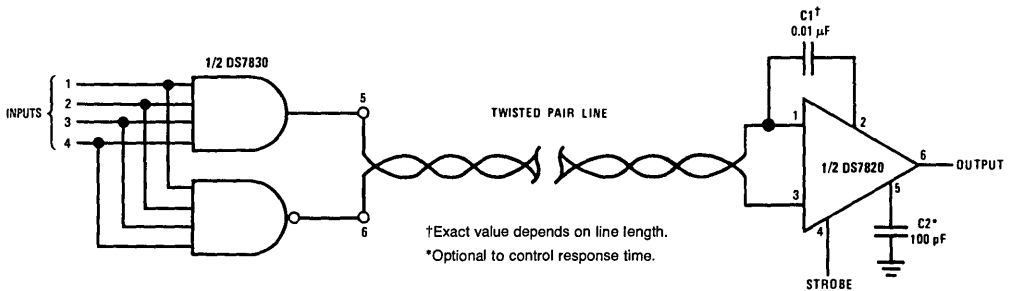 C1†
0.01 µF
1/2 DS7830
INPUTS
1
2
3
4
5
6
TWISTED PAIR LINE
1
2
3
1/2 DS7820
6
OUTPUT
5
4
C2*
100 pF
STROBE
†Exact value depends on line length.
*Optional to control response time.